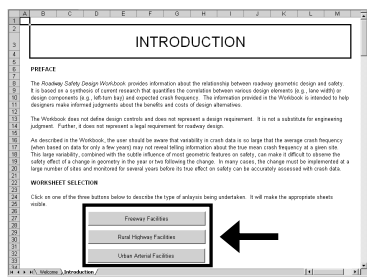 A B C D E F G H I J K L M
1
2
3
INTRODUCTION
4
5
6 PREFACE
7
8 The Roadway Safety Design Workbook provides information about the relationship between roadway geometric design and safety.
9 It is based on a synthesis of current research that quantifies the correlation between various design elements (e.g., lane width) or
10 design components (e.g., left-turn bay) and expected crash frequency. The information provided in the Workbook is intended to help
11 designers make informed judgments about the benefits and costs of design alternatives.
12
13 The Workbook does not define design controls and does not represent a design requirement. It is not a substitute for engineering
14 judgment. Further, it does not represent a legal requirement for roadway design.
15
16 As described in the Workbook, the user should be aware that variability in crash data is so large that the average crash frequency
17 (when based on data for only a few years) may not reveal telling information about the true mean crash frequency at a given site.
18 This large variability, combined with the subtle influence of most geometric features on safety, can make it difficult to observe the
19 safety effect of a change in geometry in the year or two following the change. In many cases, the change must be implemented at a
20 large number of sites and monitored for several years before its true effect on safety can be accurately assessed with crash data.
21
22 WORKSHEET SELECTION
23
24 Click on one of the three buttons below to describe the type of anlaysis being undertaken. It will make the appropriate sheets
25 visible.
26
27 Freeway Facilities
28
29
30 Rural Highway Facilities
31
32 Urban Arterial Facilities
33
Welcome Introduction